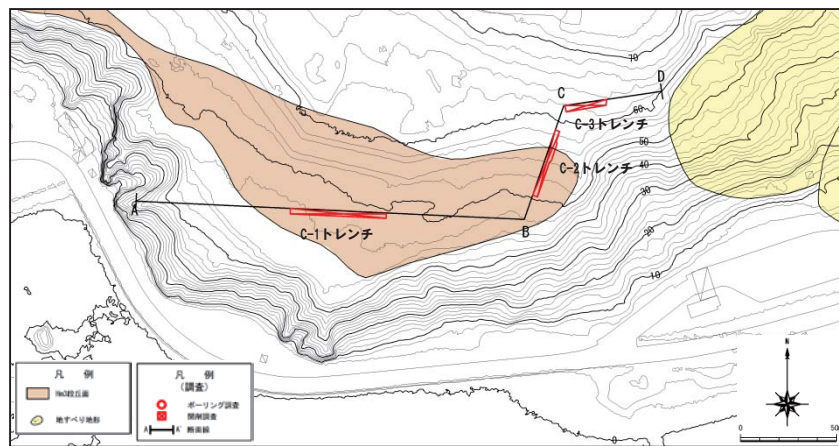 70
D
C
60
C-3トレンチ
50
C-2トレンチ
40
30
A
C-1トレンチ
B
20
10
0
凡 例
Hm3段丘面
地すべり地形
凡 例
(調査)
ボーリング調査
開削調査
A A' 断面線
N
0 50